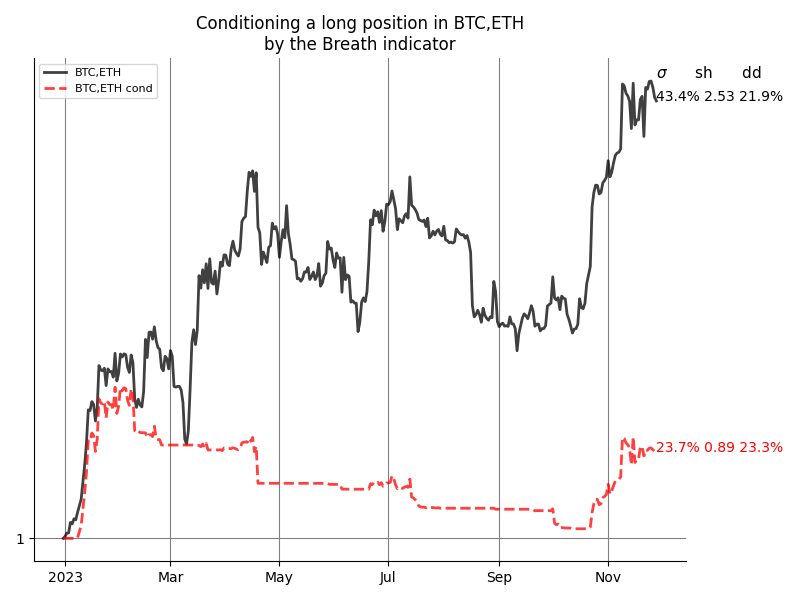 Conditioning a long position in BTC,ETH
by the Breath indicator
BTC,ETH
BTC,ETH cond
σ sh dd
43.4% 2.53 21.9%
23.7% 0.89 23.3%
1
2023 Mar May Jul Sep Nov